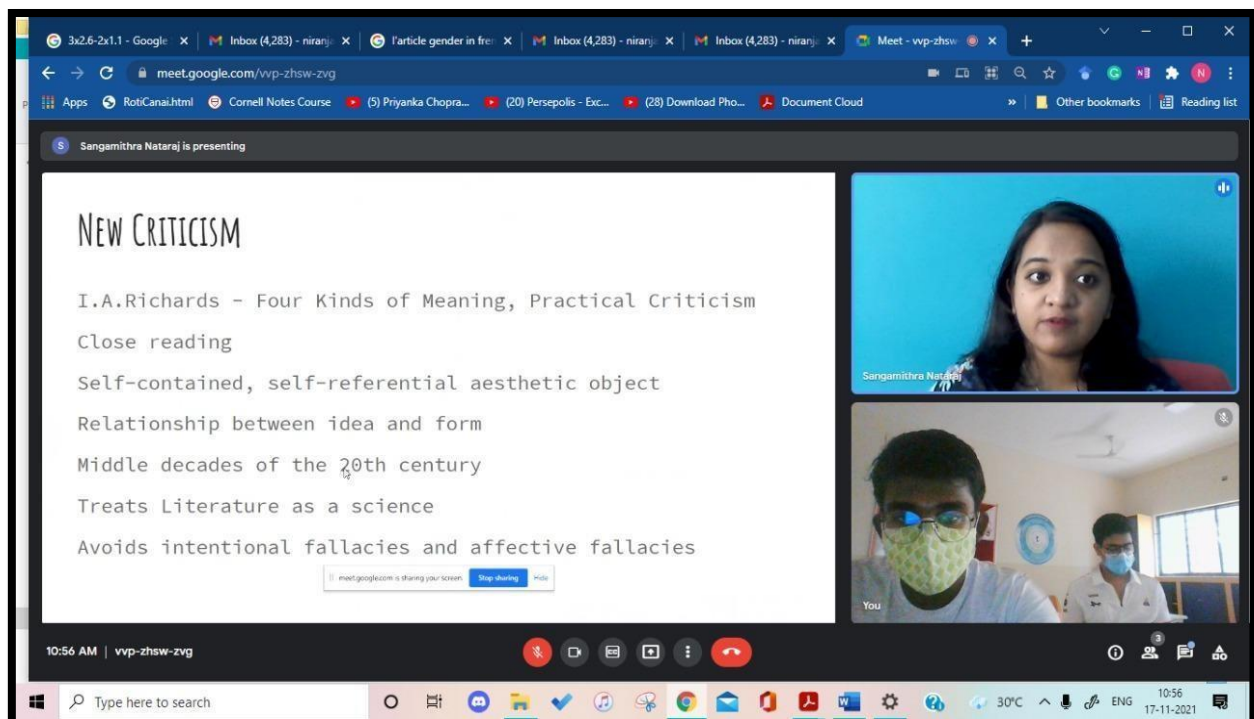 3x2.6-2x1.1 - Google
Inbox (4,283) - niranja
l'article gender in fren
Inbox (4,283) - niranja
Inbox (4,283) - niranja
Meet - vvp-zhsw
meet.google.com/vvp-zhsw-zvg
Apps RotiCanai.html Cornell Notes Course (5) Priyanka Chopra... (20) Persepolis - Exc... (28) Download Pho... Document Cloud » Other bookmarks Reading list
S Sangamithra Nataraj is presenting
NEW CRITICISM
I.A.Richards - Four Kinds of Meaning, Practical Criticism
Close reading
Self-contained, self-referential aesthetic object
Relationship between idea and form
Middle decades of the 20th century
Treats Literature as a science
Avoids intentional fallacies and affective fallacies
meet.google.com is sharing your screen. Stop sharing Hide
Sangamithra Nataraj
You
10:56 AM | vvp-zhsw-zvg
3
Type here to search
30°C ENG 10:56
17-11-2021